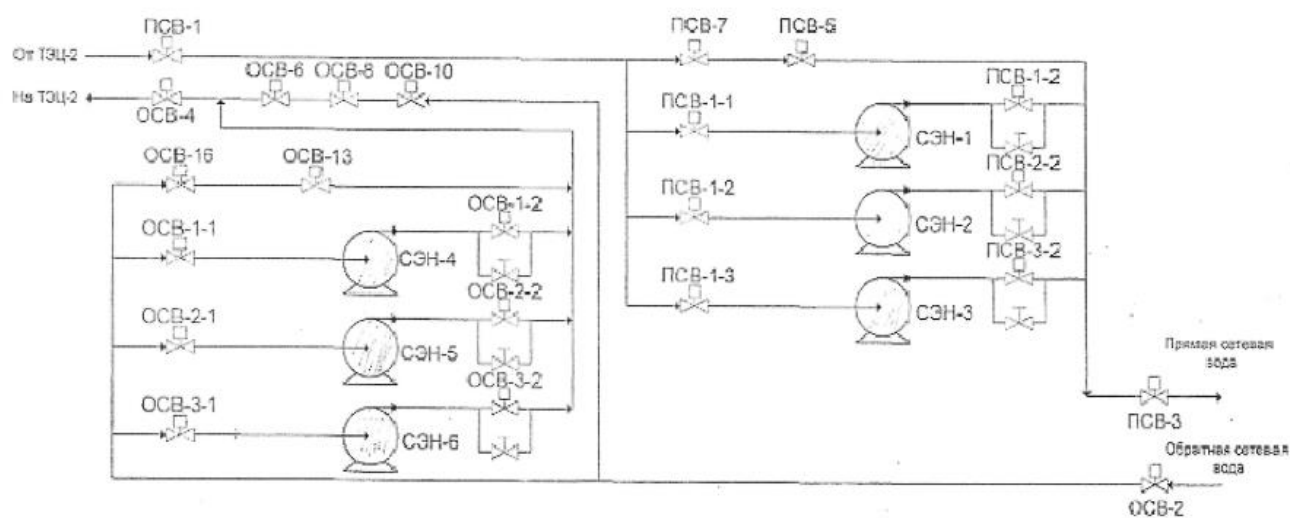 ПСВ-1
ПСВ-7
ПСВ-5
От ТЭЦ-2
ОСВ-6
ОСВ-8
ОСВ-10
ПСВ-1-2
На ТЭЦ-2
ОСВ-4
ПСВ-1-1
СЭН-1
ОСВ-16
ОСВ-13
ПСВ-2-2
ПСВ-1-2
ОСВ-1-2
ОСВ-1-1
СЭН-2
СЭН-4
ПСВ-3-2
ПСВ-1-3
ОСВ-2-2
ОСВ-2-1
СЭН-3
СЭН-5
Прямая сетевая
вода
ОСВ-3-2
ОСВ-3-1
ПСВ-3
СЭН-6
Обратная сетевая
вода
ОСВ-2